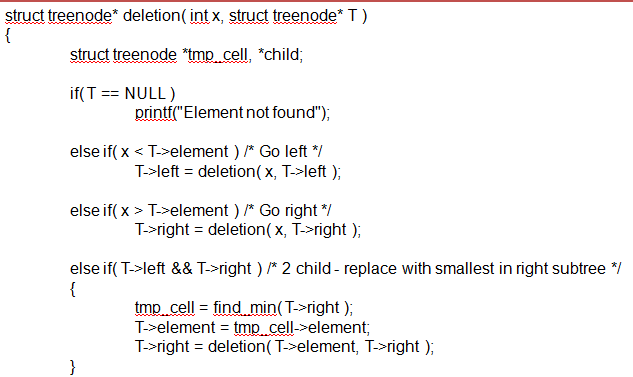 struct treenode* deletion( int x, struct treenode* T )
{
struct treenode *tmp_cell, *child;
if( T == NULL )
printf("Element not found");
else if( x < T->element ) /* Go left */
T->left = deletion( x, T->left );
else if( x > T->element ) /* Go right */
T->right = deletion( x, T->right );
else if( T->left && T->right ) /* 2 child - replace with smallest in right subtree */
{
tmp_cell = find_min( T->right );
T->element = tmp_cell->element;
T->right = deletion( T->element, T->right );
}